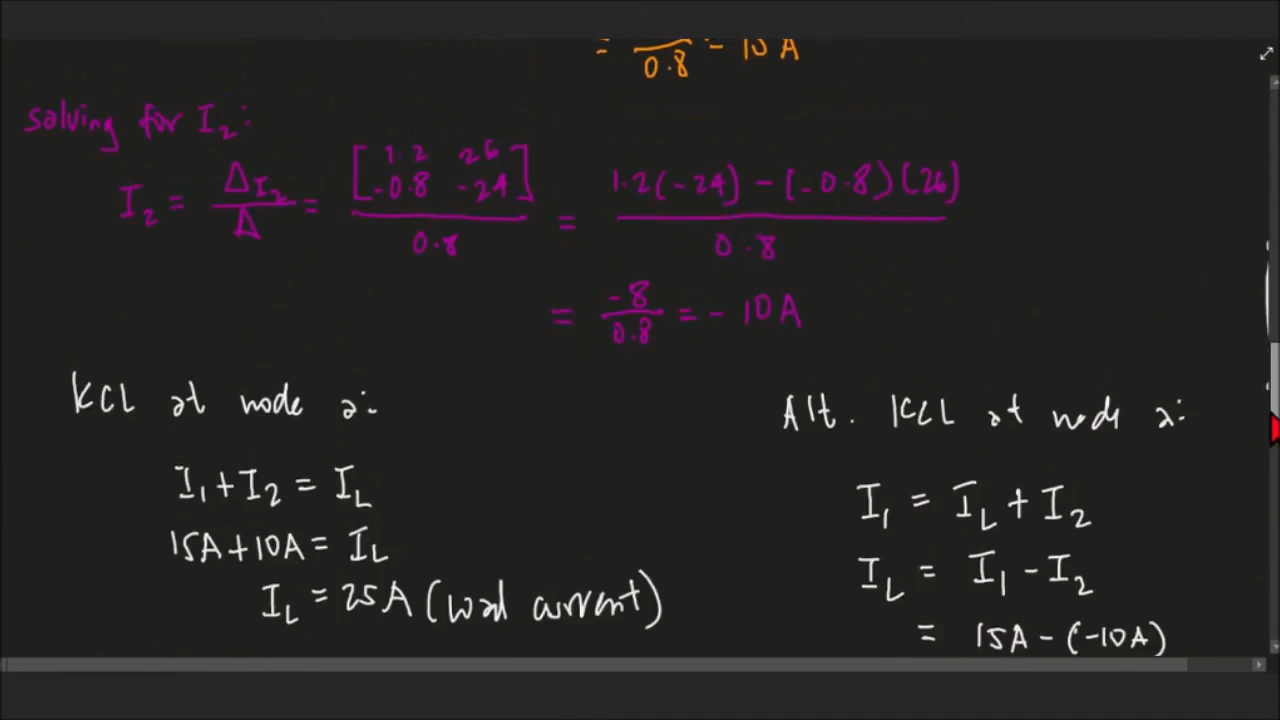 = ― / 0.8 = 15 A
solving for I₂:
I₂ = ΔI₂ / Δ = [1.2 26; -0.8 -24] / 0.8 = 1.2(-24) - (-0.8)(26) / 0.8
= -8 / 0.8 = - 10A
KCL at node a:
I₁ + I₂ = I_L
15A + 10A = I_L
I_L = 25A (load current)
Alt. KCL at node a:
I₁ = I_L + I₂
I_L = I₁ - I₂
= 15A - (-10A)